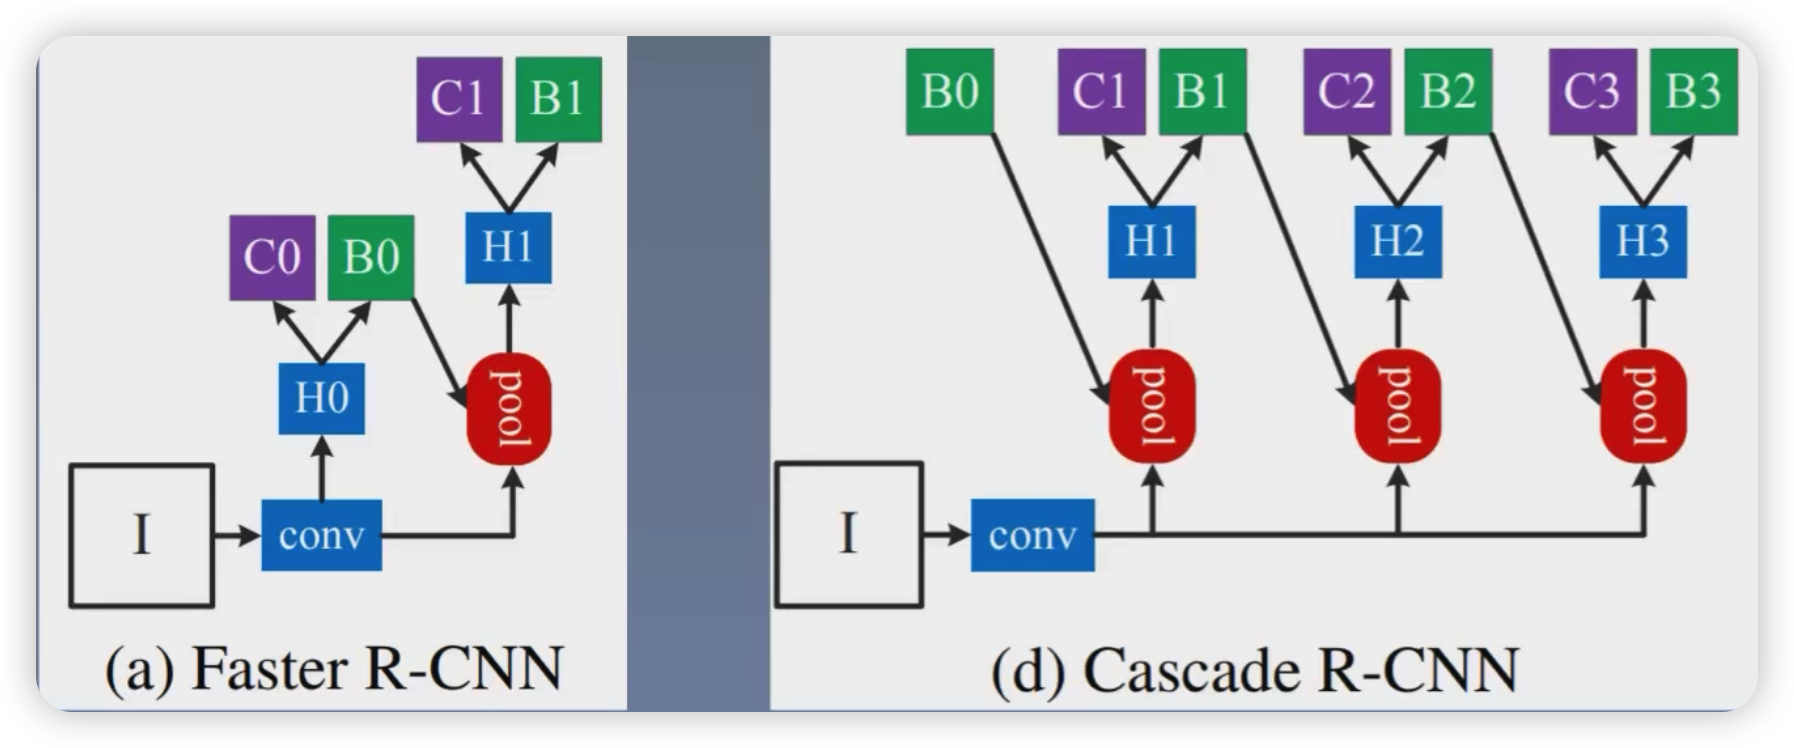 C1 B1
C0 B0
H1
H0
pool
I
conv
(a) Faster R-CNN
B0 C1 B1 C2 B2 C3 B3
H1 H2 H3
pool pool pool
I
conv
(d) Cascade R-CNN